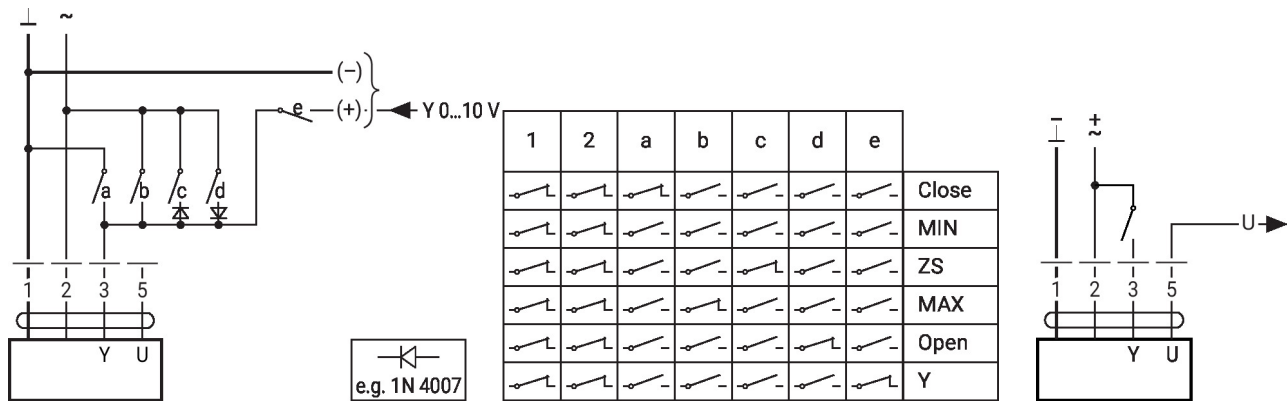 ⊥ ~
(−)
e (+) Y 0...10 V
a b c d
1 2 3 5
Y U
e.g. 1N 4007
1 2 a b c d e
Close
MIN
ZS
MAX
Open
Y
− +
⊥ ~
U
1 2 3 5
Y U